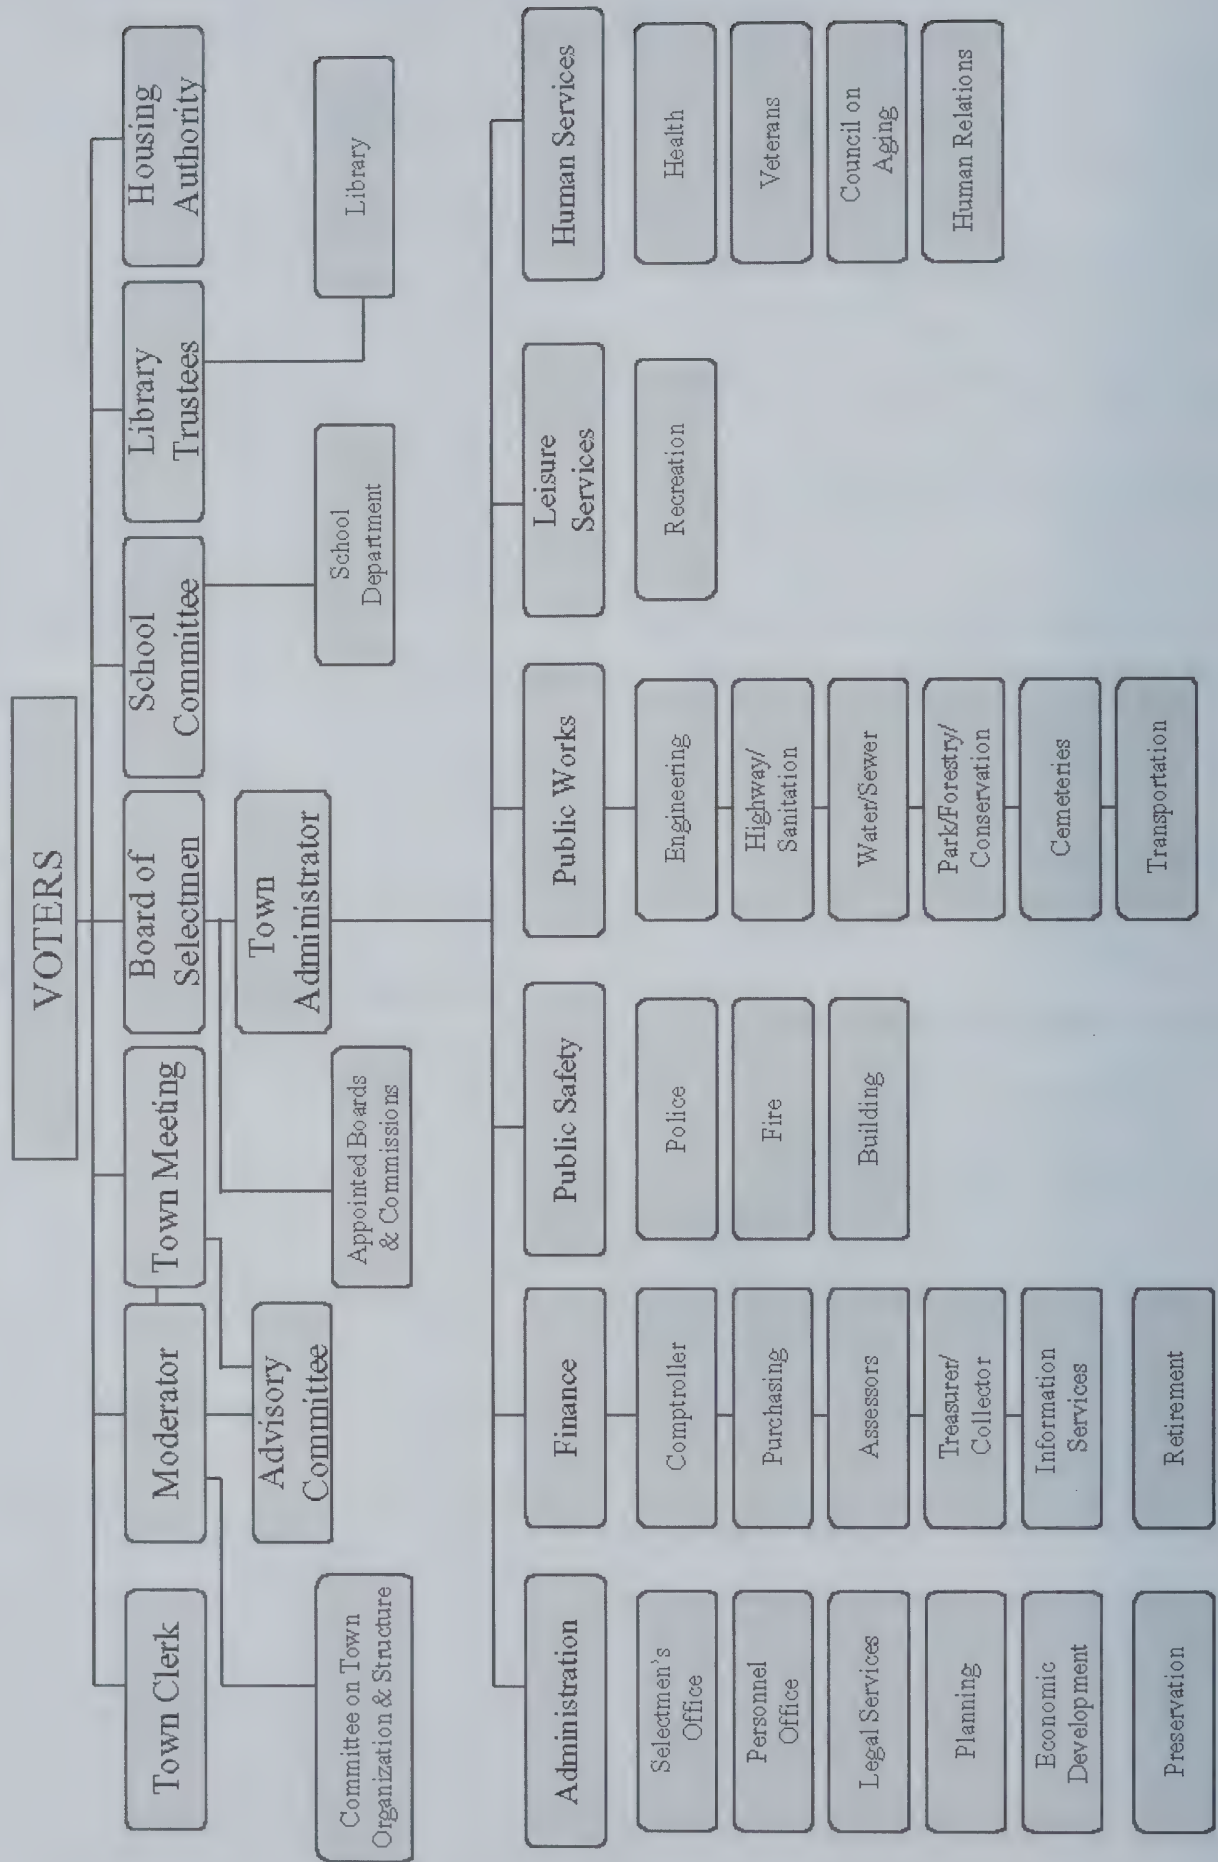 VOTERS
Town Clerk
Moderator
Town Meeting
Board of
Selectmen
School
Committee
Library
Trustees
Housing
Authority
Committee on Town
Organization & Structure
Advisory
Committee
Appointed Boards
& Commissions
Town
Administrator
School
Department
Library
Administration
Selectmen's
Office
Personnel
Office
Legal Services
Planning
Economic
Development
Preservation
Finance
Comptroller
Purchasing
Assessors
Treasurer/
Collector
Information
Services
Retirement
Public Safety
Police
Fire
Building
Public Works
Engineering
Highway/
Sanitation
Water/Sewer
Park/Forestry/
Conservation
Cemeteries
Transportation
Leisure
Services
Recreation
Human Services
Health
Veterans
Council on
Aging
Human Relations